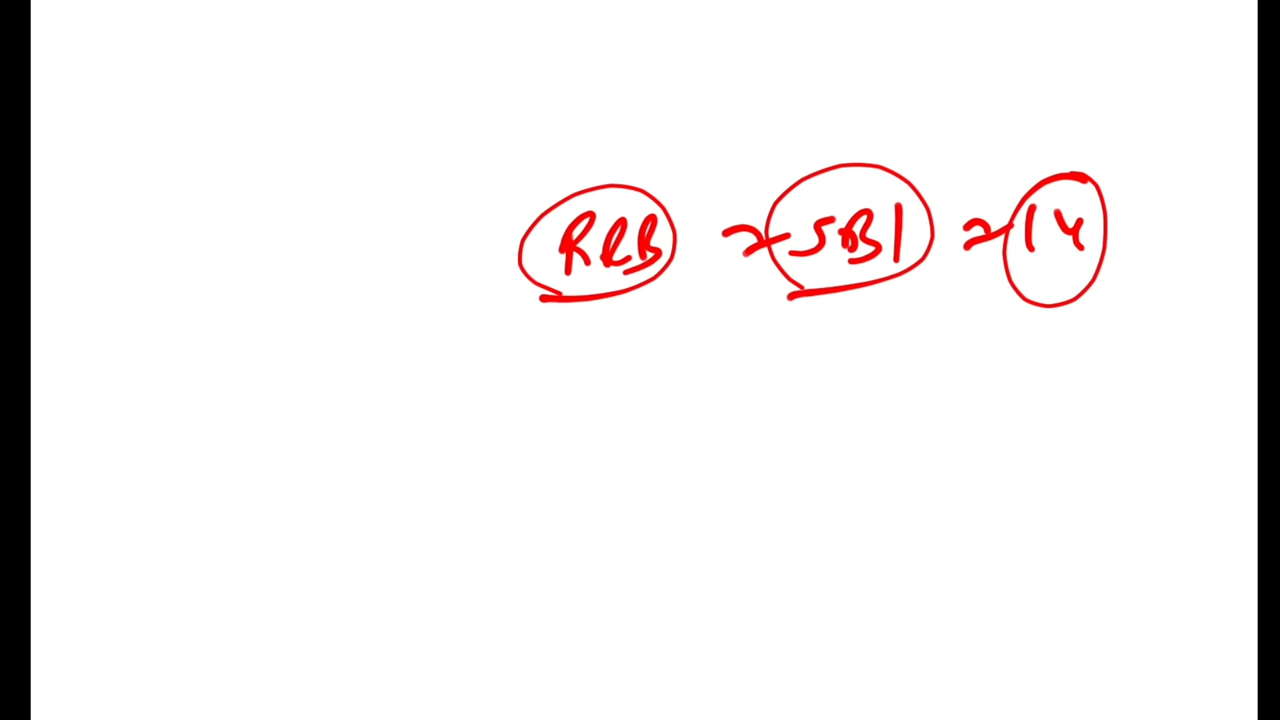 RRB → SBI → 14